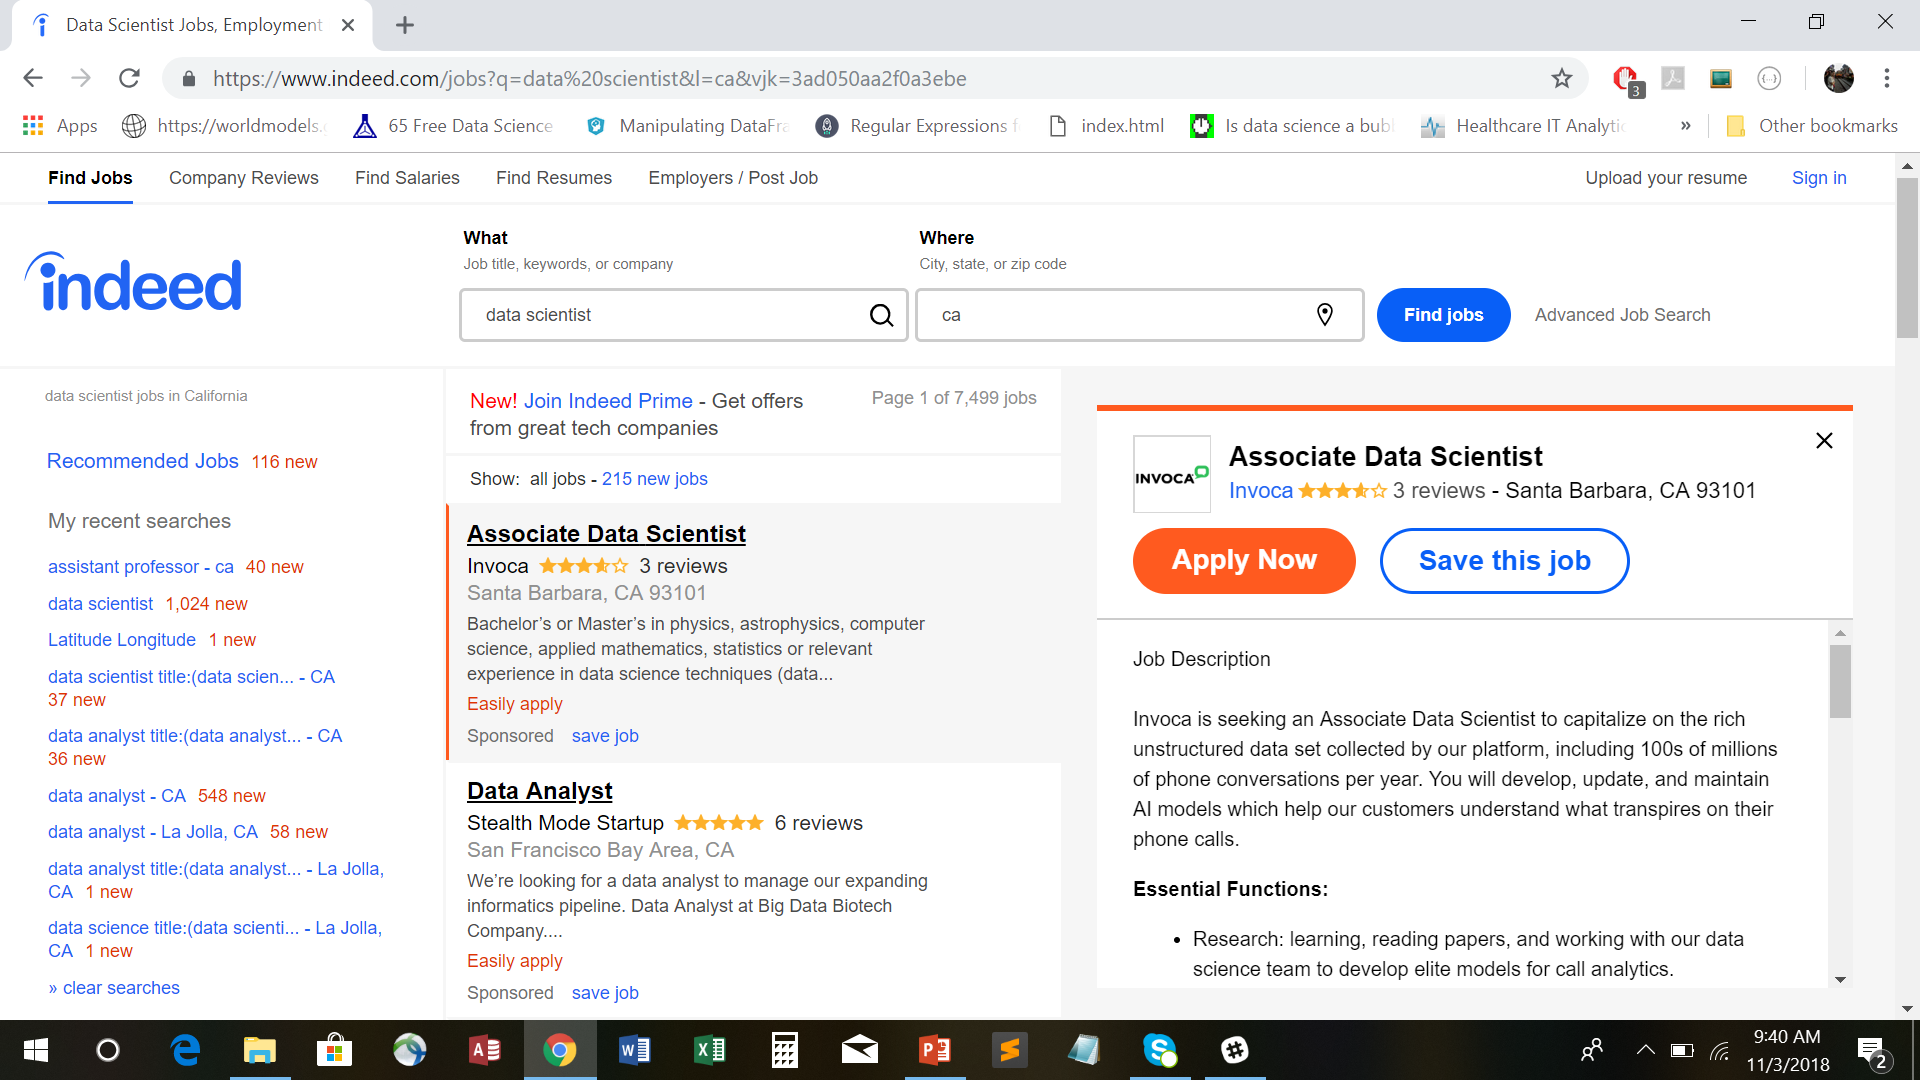 Data Scientist Jobs, Employment
https://www.indeed.com/jobs?q=data%20scientist&l=ca&vjk=3ad050aa2f0a3ebe
3
Apps
https://worldmodels.
65 Free Data Science
Manipulating DataFra
Regular Expressions f
index.html
Is data science a bub
Healthcare IT Analytic
»
Other bookmarks
Find Jobs
Company Reviews
Find Salaries
Find Resumes
Employers / Post Job
Upload your resume
Sign in
indeed
What
Job title, keywords, or company
data scientist
Where
City, state, or zip code
ca
Find jobs
Advanced Job Search
data scientist jobs in California
Recommended Jobs 116 new
My recent searches
assistant professor - ca 40 new
data scientist 1,024 new
Latitude Longitude 1 new
data scientist title:(data scien... - CA
37 new
data analyst title:(data analyst... - CA
36 new
data analyst - CA 548 new
data analyst - La Jolla, CA 58 new
data analyst title:(data analyst... - La Jolla,
CA 1 new
data science title:(data scienti... - La Jolla,
CA 1 new
» clear searches
New! Join Indeed Prime - Get offers
from great tech companies
Page 1 of 7,499 jobs
Show: all jobs - 215 new jobs
Associate Data Scientist
Invoca 3 reviews
Santa Barbara, CA 93101
Bachelor’s or Master’s in physics, astrophysics, computer
science, applied mathematics, statistics or relevant
experience in data science techniques (data...
Easily apply
Sponsored save job
Data Analyst
Stealth Mode Startup 6 reviews
San Francisco Bay Area, CA
We’re looking for a data analyst to manage our expanding
informatics pipeline. Data Analyst at Big Data Biotech
Company....
Easily apply
Sponsored save job
INVOCA
Associate Data Scientist
Invoca 3 reviews - Santa Barbara, CA 93101
Apply Now
Save this job
Job Description
Invoca is seeking an Associate Data Scientist to capitalize on the rich
unstructured data set collected by our platform, including 100s of millions
of phone conversations per year. You will develop, update, and maintain
AI models which help our customers understand what transpires on their
phone calls.
Essential Functions:
• Research: learning, reading papers, and working with our data
science team to develop elite models for call analytics.
9:40 AM
11/3/2018
2